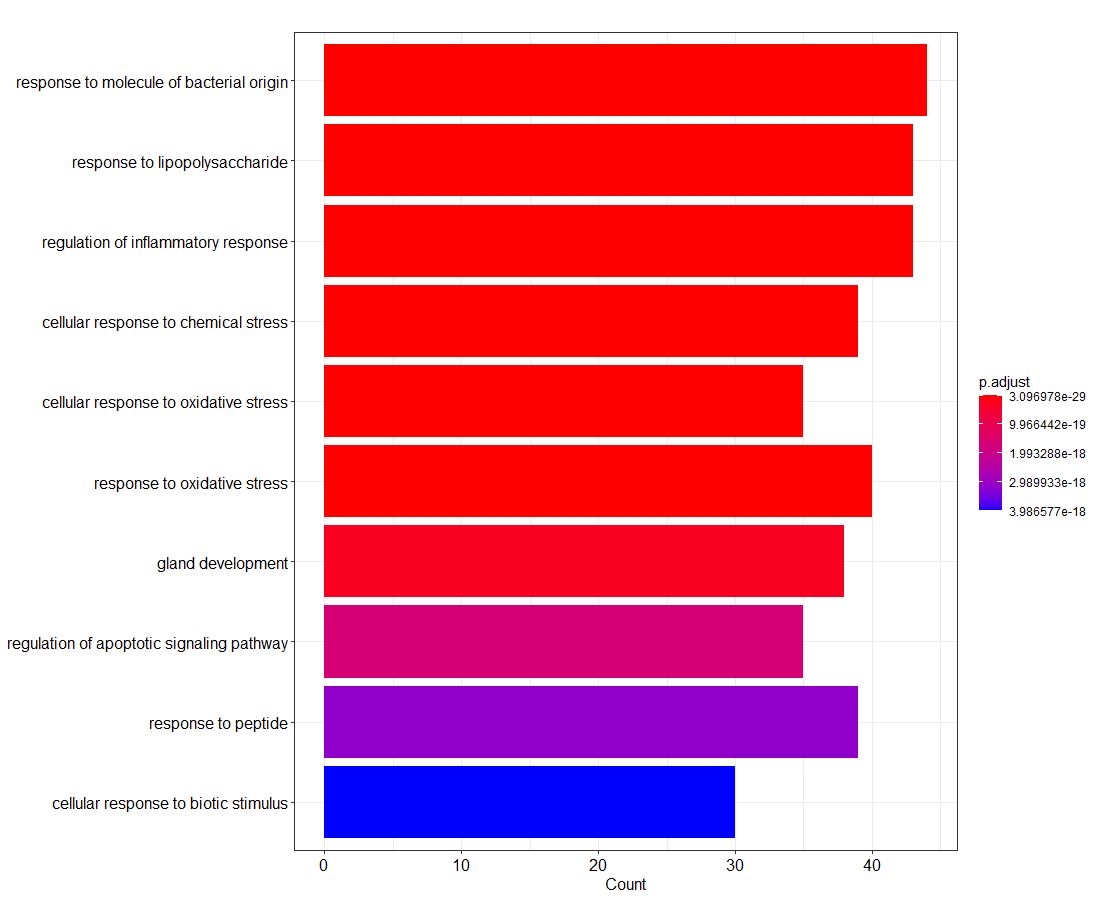 response to molecule of bacterial origin
response to lipopolysaccharide
regulation of inflammatory response
cellular response to chemical stress
cellular response to oxidative stress
response to oxidative stress
gland development
regulation of apoptotic signaling pathway
response to peptide
cellular response to biotic stimulus
0 10 20 30 40
Count
p.adjust
3.096978e-29
9.966442e-19
1.993288e-18
2.989933e-18
3.986577e-18